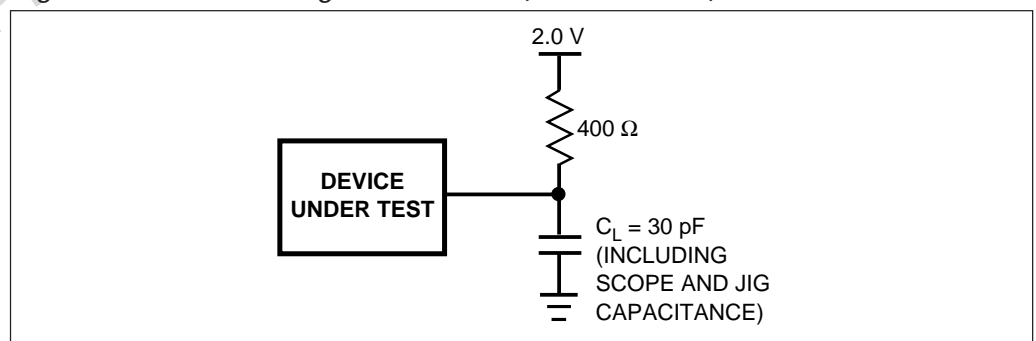 2.0 V
400 Ω
DEVICE
UNDER TEST
C_L = 30 pF
(INCLUDING
SCOPE AND JIG
CAPACITANCE)